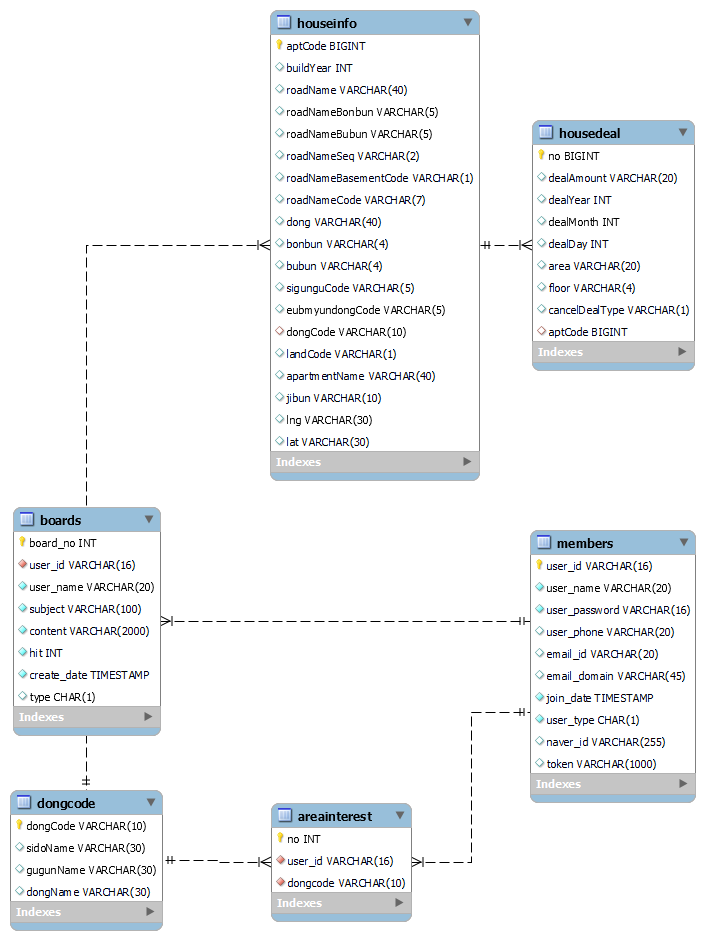 houseinfo
aptCode BIGINT
buildYear INT
roadName VARCHAR(40)
roadNameBonbun VARCHAR(5)
roadNameBubun VARCHAR(5)
roadNameSeq VARCHAR(2)
roadNameBasementCode VARCHAR(1)
roadNameCode VARCHAR(7)
dong VARCHAR(40)
bonbun VARCHAR(4)
bubun VARCHAR(4)
sigunguCode VARCHAR(5)
eubmyundongCode VARCHAR(5)
dongCode VARCHAR(10)
landCode VARCHAR(1)
apartmentName VARCHAR(40)
jibun VARCHAR(10)
lng VARCHAR(30)
lat VARCHAR(30)
Indexes
housedeal
no BIGINT
dealAmount VARCHAR(20)
dealYear INT
dealMonth INT
dealDay INT
area VARCHAR(20)
floor VARCHAR(4)
cancelDealType VARCHAR(1)
aptCode BIGINT
Indexes
boards
board_no INT
user_id VARCHAR(16)
user_name VARCHAR(20)
subject VARCHAR(100)
content VARCHAR(2000)
hit INT
create_date TIMESTAMP
type CHAR(1)
Indexes
members
user_id VARCHAR(16)
user_name VARCHAR(20)
user_password VARCHAR(16)
user_phone VARCHAR(20)
email_id VARCHAR(20)
email_domain VARCHAR(45)
join_date TIMESTAMP
user_type CHAR(1)
naver_id VARCHAR(255)
token VARCHAR(1000)
Indexes
dongcode
dongCode VARCHAR(10)
sidoName VARCHAR(30)
gugunName VARCHAR(30)
dongName VARCHAR(30)
Indexes
areainterest
no INT
user_id VARCHAR(16)
dongcode VARCHAR(10)
Indexes